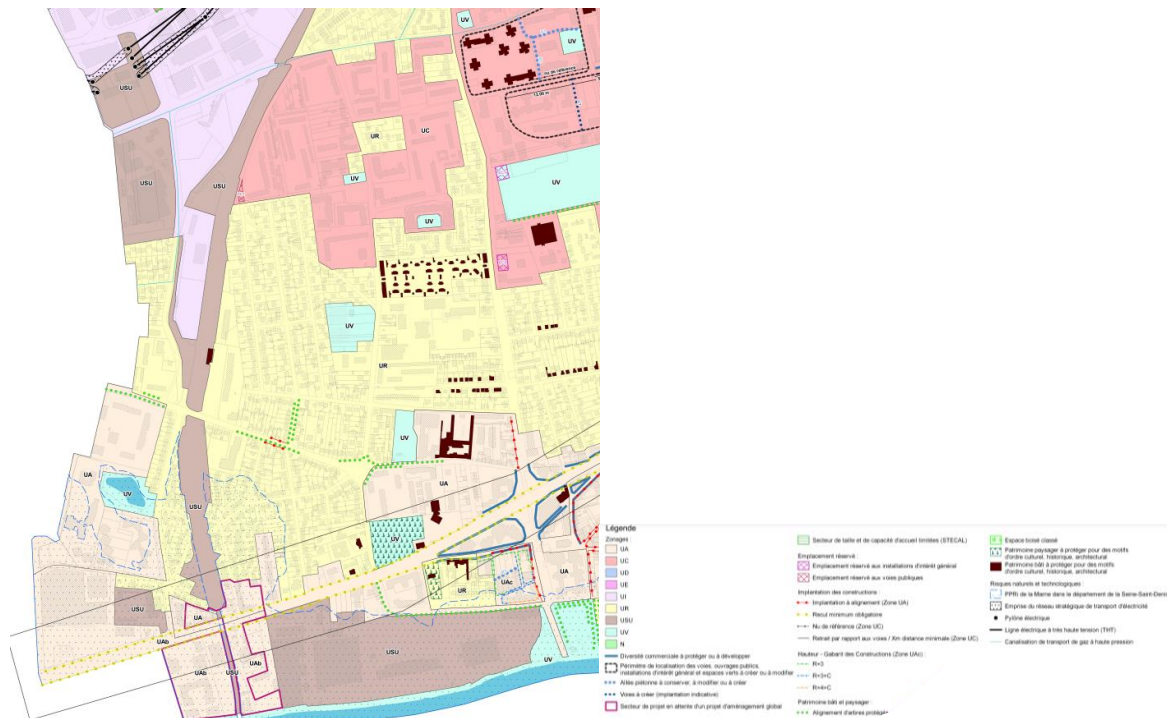 UV
UV
USU
UR
UC
UV
UV
USU
USU
UV
UV
UR
UV
UA
UA
UV
USU
UV
UAc
UA
UR
USU
UA
UAb
UAb
USU
UAb
USU
UV
Légende
Zonages :
UA
UC
UD
UE
UI
UR
USU
UV
N
Diversité commerciale à protéger ou à développer
Périmètre de localisation des voies, ouvrages publics,
installations d'intérêt général et espaces verts à créer ou à modifier
Allée piétonne à conserver, à modifier ou à créer
Voies à créer (implantation indicative)
Secteur de projet en attente d'un projet d'aménagement global
Secteur de taille et de capacité d'accueil limitées (STECAL)
Emplacement réservé :
Emplacement réservé aux installations d'intérêt général
Emplacement réservé aux voies publiques
Implantation des constructions :
Implantation à alignement (Zone UA)
Recul minimum obligatoire
Nu de référence (Zone UC)
Retrait par rapport aux voies / Xm distance minimale (Zone UC)
Hauteur - Gabarit des Constructions (Zone UAc) :
R+3
R+3+C
R+4+C
Patrimoine bâti et paysager :
Alignement d'arbres protégé
Espace boisé classé
Patrimoine paysager à protéger pour des motifs
d'ordre culturel, historique, architectural
Patrimoine bâti à protéger pour des motifs
d'ordre culturel, historique, architectural
Risques naturels et technologiques :
PPRi de la Marne dans le département de la Seine-Saint-Denis
Emprise du réseau stratégique de transport d'électricité
Pylône électrique
Ligne électrique à très haute tension (THT)
Canalisation de transport de gaz à haute pression